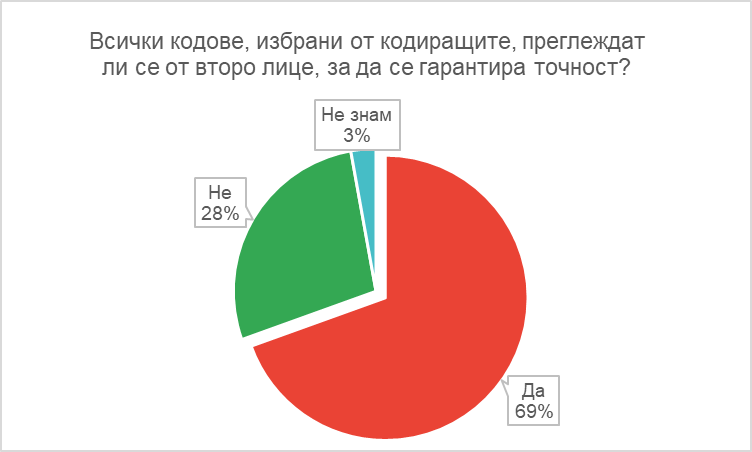 Всички кодове, избрани от кодиращите, преглеждат
ли се от второ лице, за да се гарантира точност?
Не знам
3%
Не
28%
Да
69%